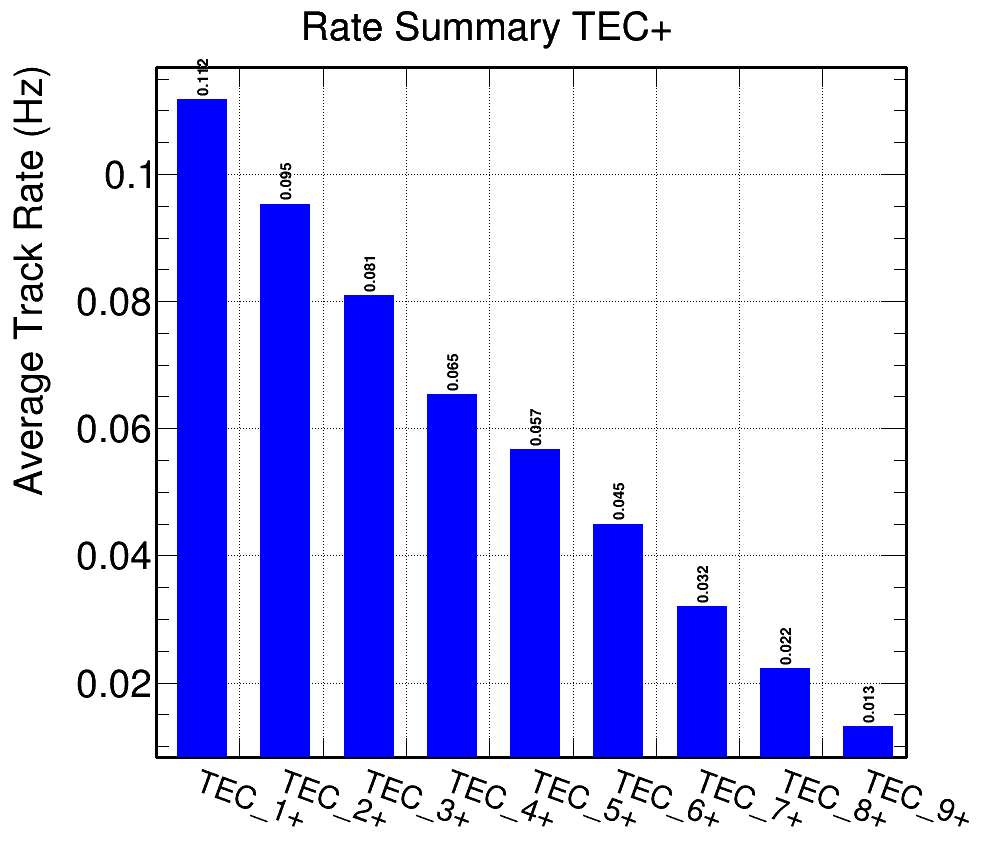 Rate Summary TEC+
Average Track Rate (Hz)
0.1
0.08
0.06
0.04
0.02
0.112
0.095
0.081
0.065
0.057
0.045
0.032
0.022
0.013
TEC_1+
TEC_2+
TEC_3+
TEC_4+
TEC_5+
TEC_6+
TEC_7+
TEC_8+
TEC_9+